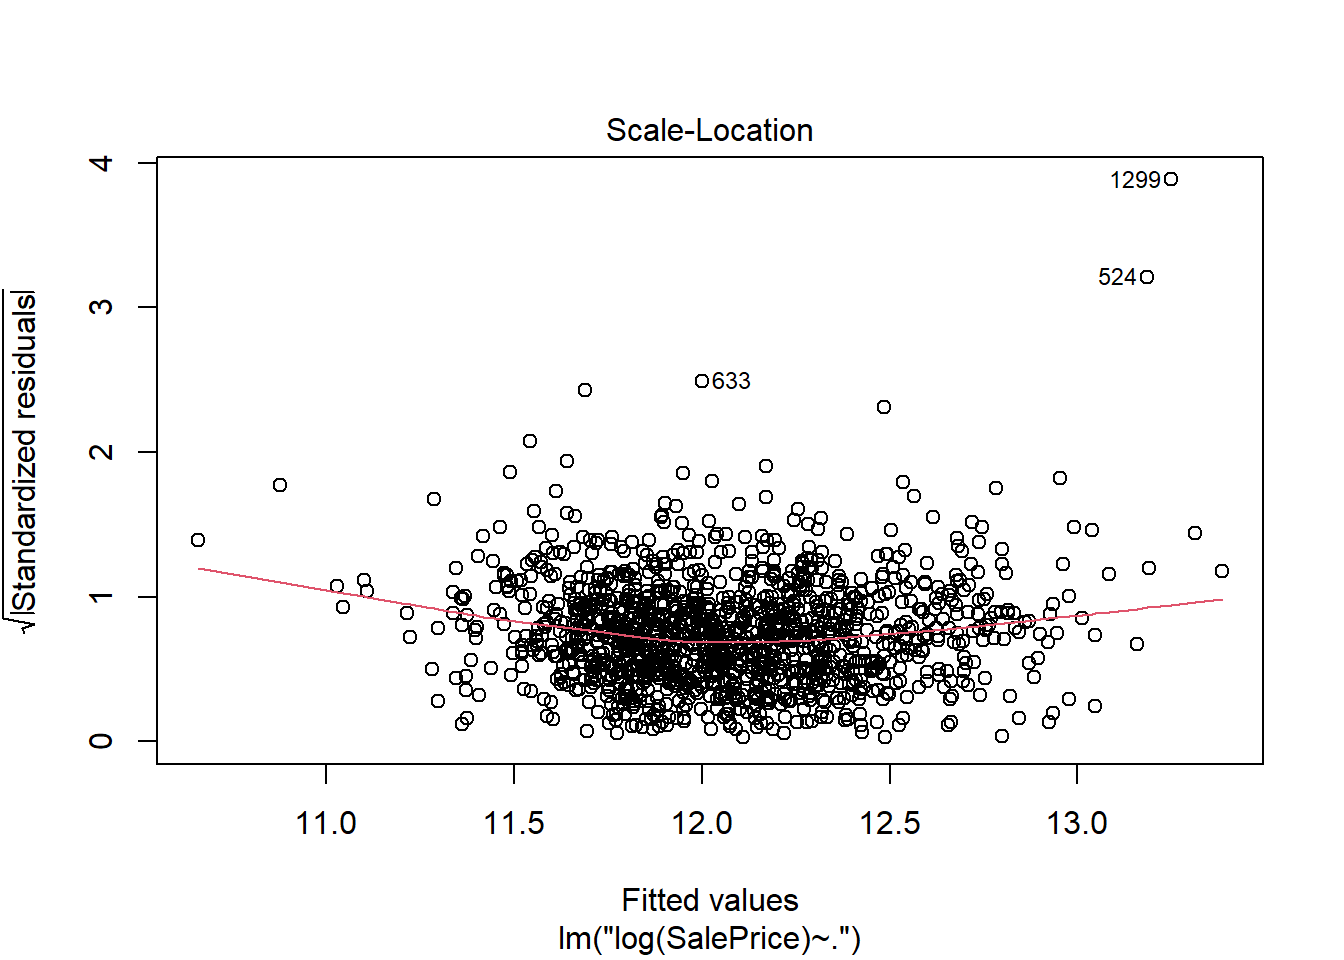 Scale-Location
√|Standardized residuals|
4
3
2
1
0
1299
524
633
11.0 11.5 12.0 12.5 13.0
Fitted values
lm("log(SalePrice)~.")